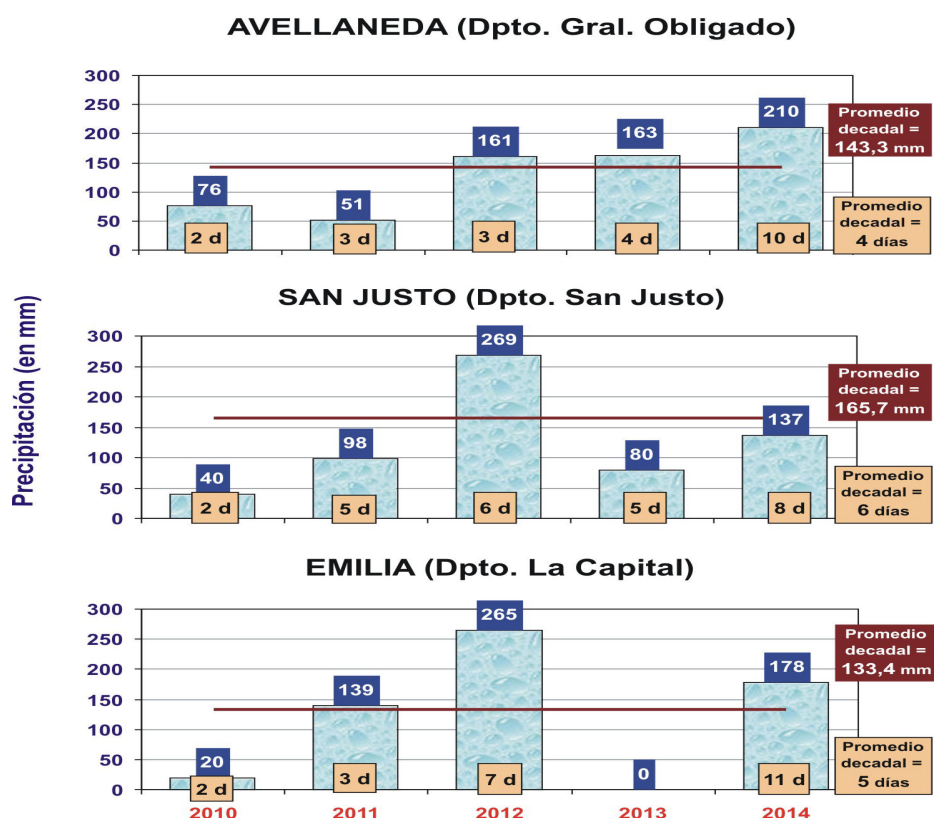 AVELLANEDA (Dpto. Gral. Obligado)
300
250
200
150
100
50
0
76
51
161
163
210
2 d
3 d
3 d
4 d
10 d
Promedio
decadal =
143,3 mm
Promedio
decadal =
4 días
Precipitación (en mm)
SAN JUSTO (Dpto. San Justo)
300
250
200
150
100
50
0
40
98
269
80
137
2 d
5 d
6 d
5 d
8 d
Promedio
decadal =
165,7 mm
Promedio
decadal =
6 días
EMILIA (Dpto. La Capital)
300
250
200
150
100
50
0
20
139
265
0
178
2 d
3 d
7 d
11 d
Promedio
decadal =
133,4 mm
Promedio
decadal =
5 días
2010
2011
2012
2013
2014